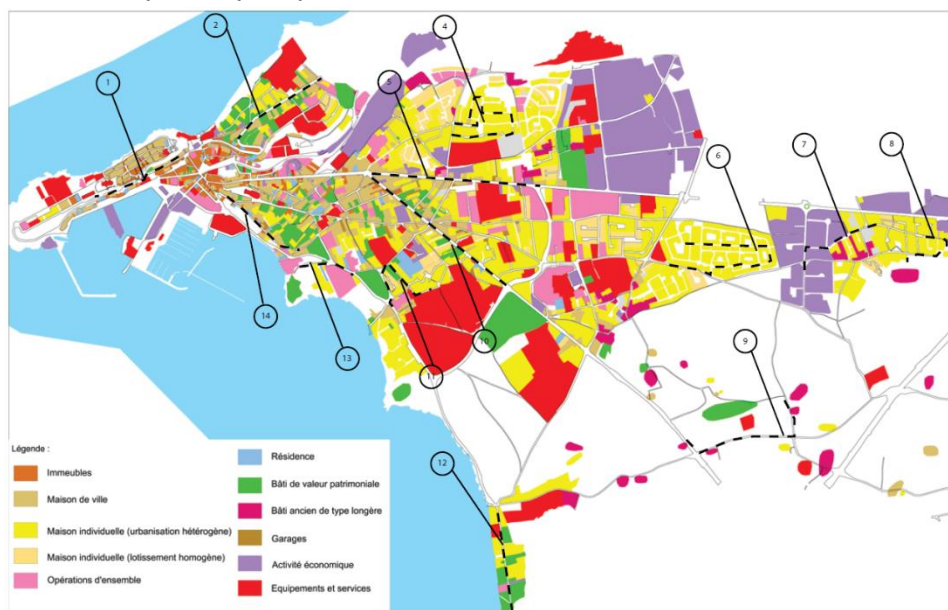 2
4
1
5
6
7
8
14
13
11
10
9
12
Légende :
Immeubles
Maison de ville
Maison individuelle (urbanisation hétérogène)
Maison individuelle (lotissement homogène)
Opérations d'ensemble
Résidence
Bâti de valeur patrimoniale
Bâti ancien de type longère
Garages
Activité économique
Equipements et services